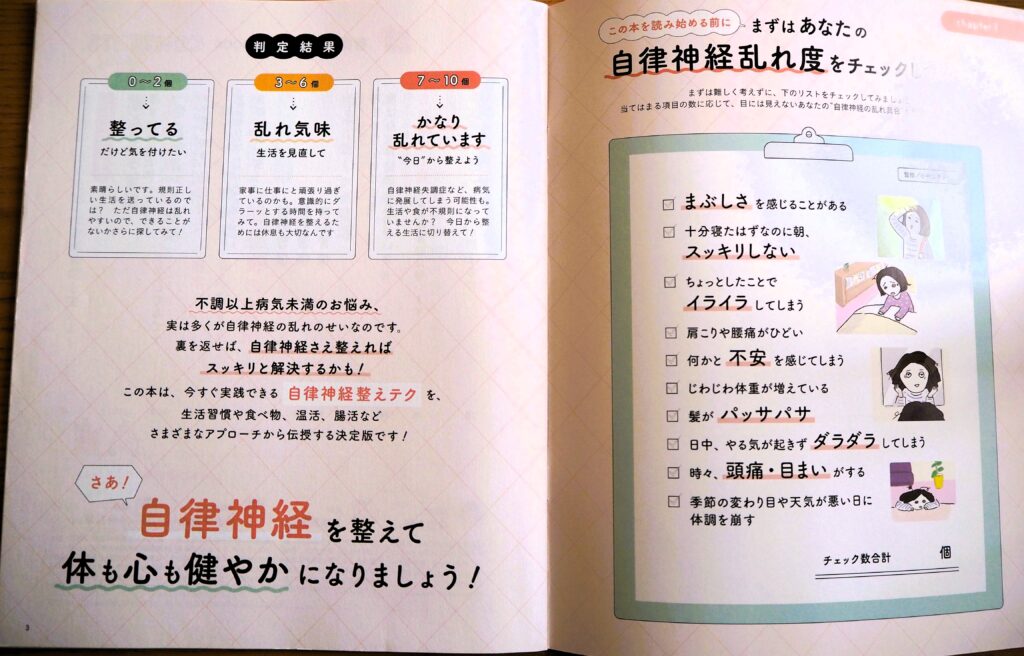 chapter.1
この本を読み始める前に
まずは あなたの
自律神経乱れ度をチェックし
まずは難しく考えずに、下のリストをチェックしてみまし
当てはまる項目の数に応じて、目には見えないあなたの“自律神経の乱れ具合
まぶしさ を感じることがある
十分寝たはずなのに朝、
スッキリしない
ちょっとしたことで
イライラ してしまう
肩こりや腰痛がひどい
何かと 不安 を感じてしまう
じわじわ体重が増えている
髪が パッサパサ
日中、やる気が起きず ダラダラ してしまう
時々、頭痛・目まい がする
季節の変わり目や天気が悪い日に
体調を崩す
チェック数合計 個
判定結果
0〜2個
整ってる
だけど気を付けたい
素晴らしいです。規則正し
い生活を送っているので
は？ ただ自律神経は乱れ
やすいので、できることが
ないかさらに探してみて！
3〜6個
乱れ気味
生活を見直して
家事に仕事にと頑張り過ぎ
ているのかも。意識的にダ
ラーッとする時間を持って
みて。自律神経を整えるた
めには休息も大切なんです
7〜10個
かなり
乱れています
“今日”から整えよう
自律神経失調症など、病気
に発展してしまう可能性も。
生活や食が不規則になって
いませんか？ 今日から整
える生活に切り替えて！
不調以上病気未満のお悩み、
実は多くが自律神経の乱れのせいなのです。
裏を返せば、自律神経さえ整えれば
スッキリと解決するかも！
この本は、今すぐ実践できる 自律神経整えテク を、
生活習慣や食べ物、温活、腸活など
さまざまなアプローチから伝授する決定版です！
さあ！
自律神経 を整えて
体も心も健やか になりましょう！
3